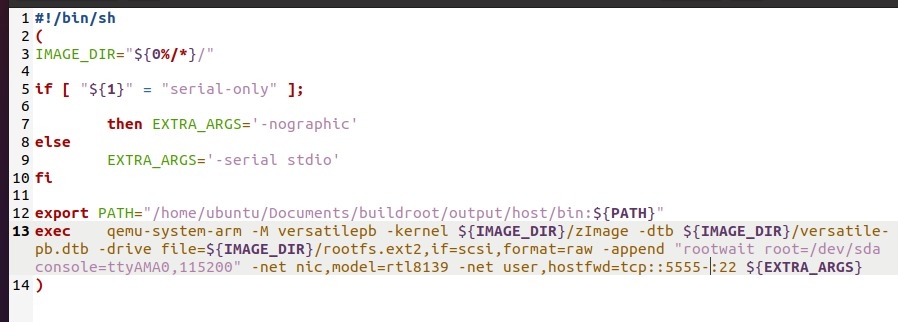 1 #!/bin/sh
2 (
3 IMAGE_DIR="${0%/*}/"
4
5 if [ "${1}" = "serial-only" ];
6
7 then EXTRA_ARGS='-nographic'
8 else
9 EXTRA_ARGS='-serial stdio'
10 fi
11
12 export PATH="/home/ubuntu/Documents/buildroot/output/host/bin:${PATH}"
13 exec qemu-system-arm -M versatilepb -kernel ${IMAGE_DIR}/zImage -dtb ${IMAGE_DIR}/versatile-
pb.dtb -drive file=${IMAGE_DIR}/rootfs.ext2,if=scsi,format=raw -append "rootwait root=/dev/sda
console=ttyAMA0,115200" -net nic,model=rtl8139 -net user,hostfwd=tcp::5555-:22 ${EXTRA_ARGS}
14 )